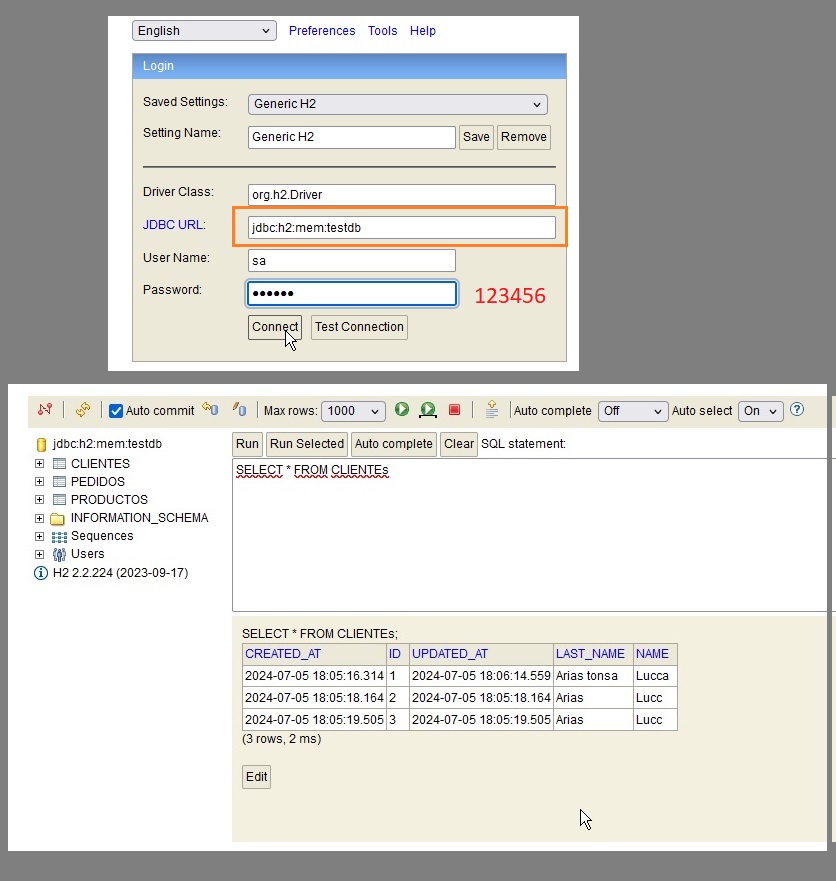 English Preferences Tools Help
Login
Saved Settings: Generic H2
Setting Name: Generic H2 Save Remove
Driver Class: org.h2.Driver
JDBC URL: jdbc:h2:mem:testdb
User Name: sa
Password: •••••• 123456
Connect Test Connection
Auto commit Max rows: 1000 Auto complete Off Auto select On ?
jdbc:h2:mem:testdb
CLIENTES
PEDIDOS
PRODUCTOS
INFORMATION_SCHEMA
Sequences
Users
H2 2.2.224 (2023-09-17)
Run Run Selected Auto complete Clear SQL statement:
SELECT * FROM CLIENTEs
SELECT * FROM CLIENTEs;
CREATED_AT ID UPDATED_AT LAST_NAME NAME
2024-07-05 18:05:16.314 1 2024-07-05 18:06:14.559 Arias tonsa Lucca
2024-07-05 18:05:18.164 2 2024-07-05 18:05:18.164 Arias Lucc
2024-07-05 18:05:19.505 3 2024-07-05 18:05:19.505 Arias Lucc
(3 rows, 2 ms)
Edit